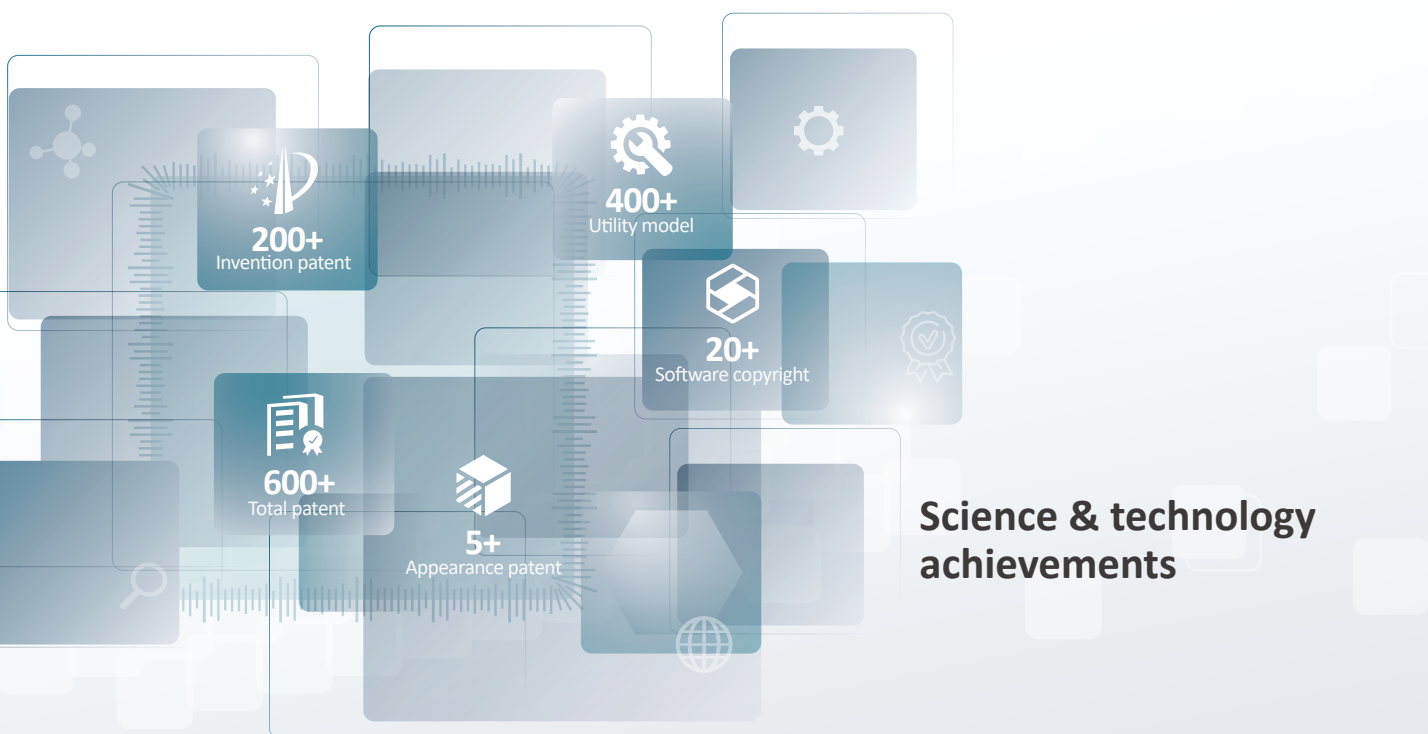 200+
Invention patent
400+
Utility model
20+
Software copyright
600+
Total patent
5+
Appearance patent
Science & technology
achievements